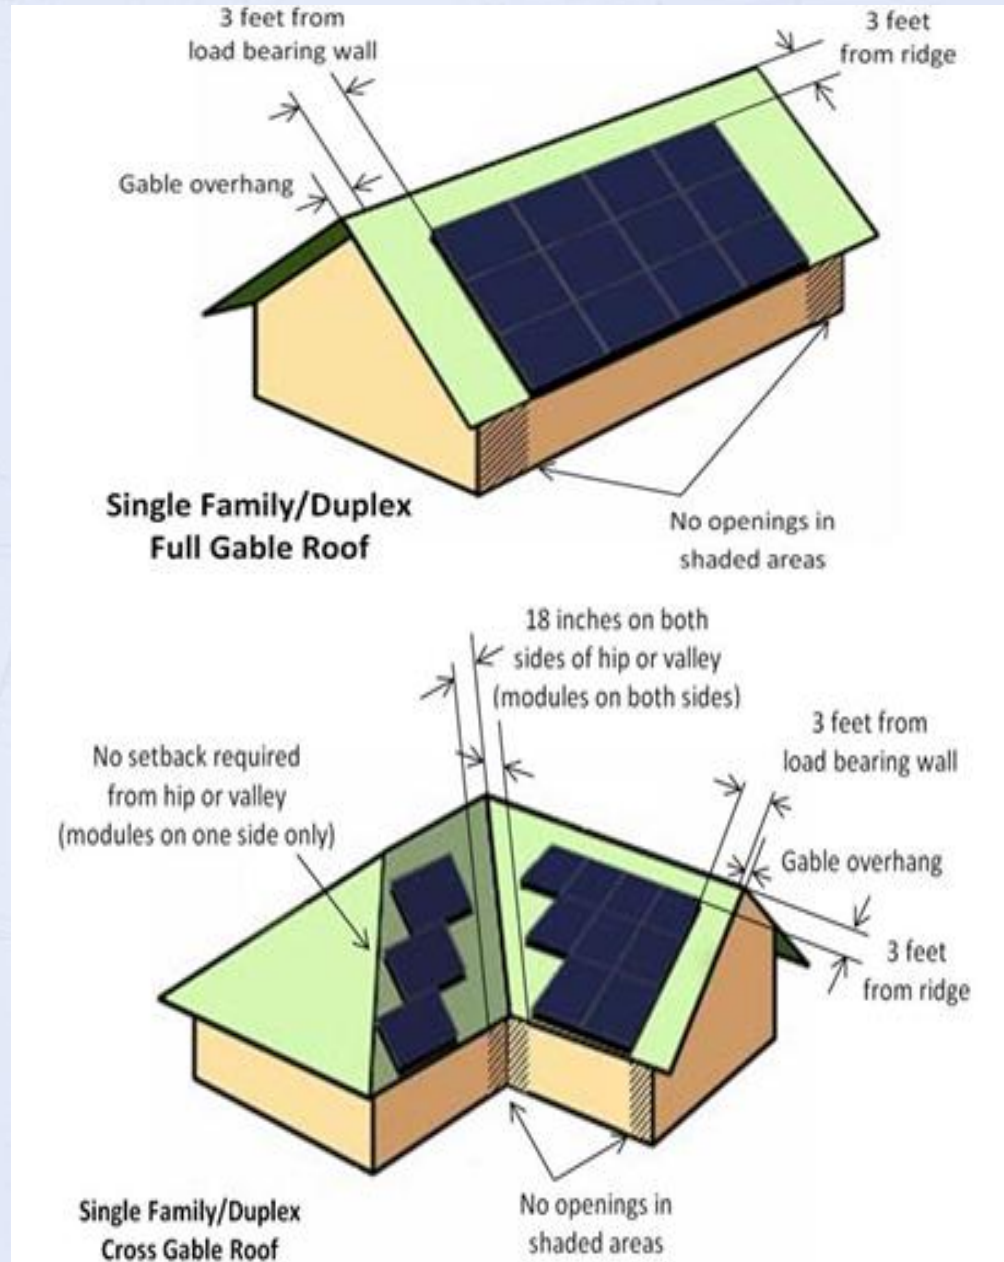 3 feet from
load bearing wall
3 feet
from ridge
Gable overhang
Single Family/Duplex
Full Gable Roof
No openings in
shaded areas
18 inches on both
sides of hip or valley
(modules on both sides)
3 feet from
load bearing wall
No setback required
from hip or valley
(modules on one side only)
Gable overhang
3 feet
from ridge
Single Family/Duplex
Cross Gable Roof
No openings in
shaded areas